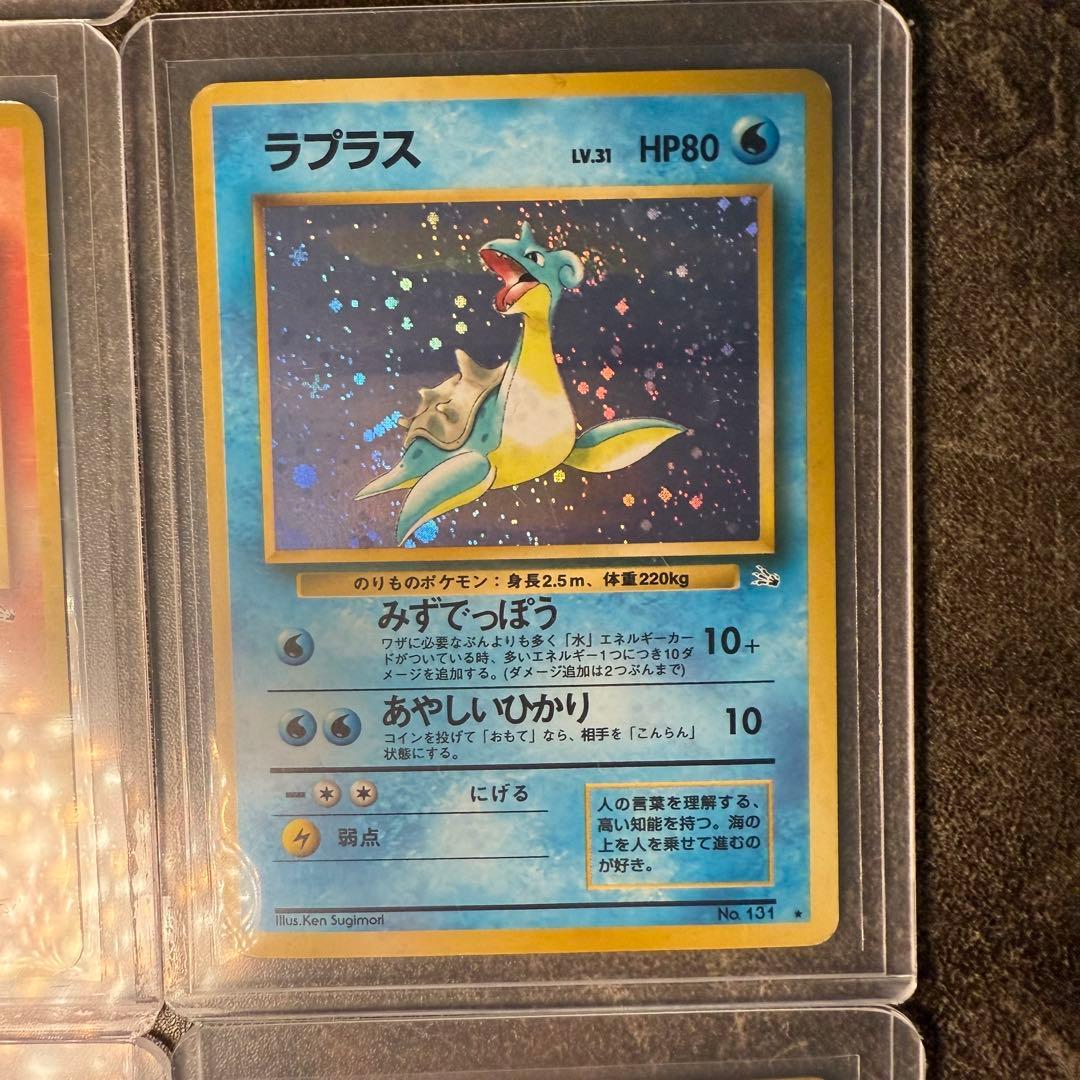 ラプラス LV.31 HP80
のりものポケモン：身長2.5m、体重220kg
みずでっぽう
ワザに必要なぶんよりも多く「水」エネルギーカー
ドがついている時、多いエネルギー1つにつき10ダ
メージを追加する。(ダメージ追加は2つぶんまで)
10+
あやしいひかり
コインを投げて「おもて」なら、相手を「こんらん」
状態にする。
10
にげる
弱点
人の言葉を理解する、
高い知能を持つ。海の
上を人を乗せて進むの
が好き。
Illus.Ken Sugimori No. 131 ★